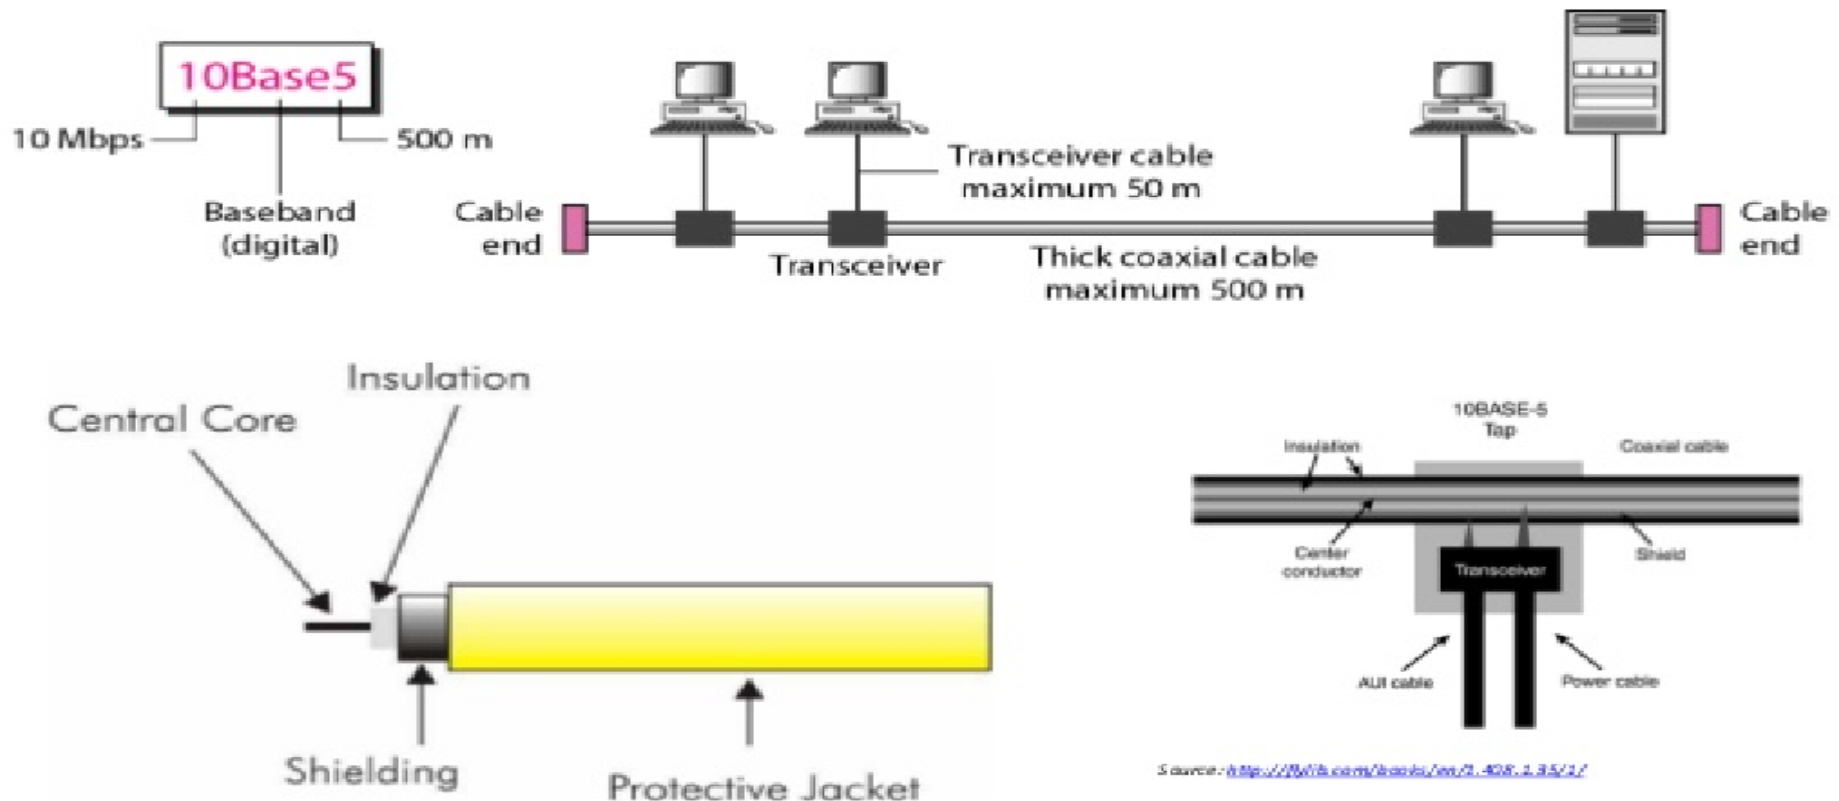 10Base5
10 Mbps
500 m
Baseband
(digital)
Cable
end
Transceiver cable
maximum 50 m
Transceiver
Thick coaxial cable
maximum 500 m
Cable
end
Insulation
Central Core
Shielding
Protective Jacket
10BASE-5
Tap
Insulation
Coaxial cable
Center
conductor
Shield
Transceiver
AUI cable
Power cable
Source: